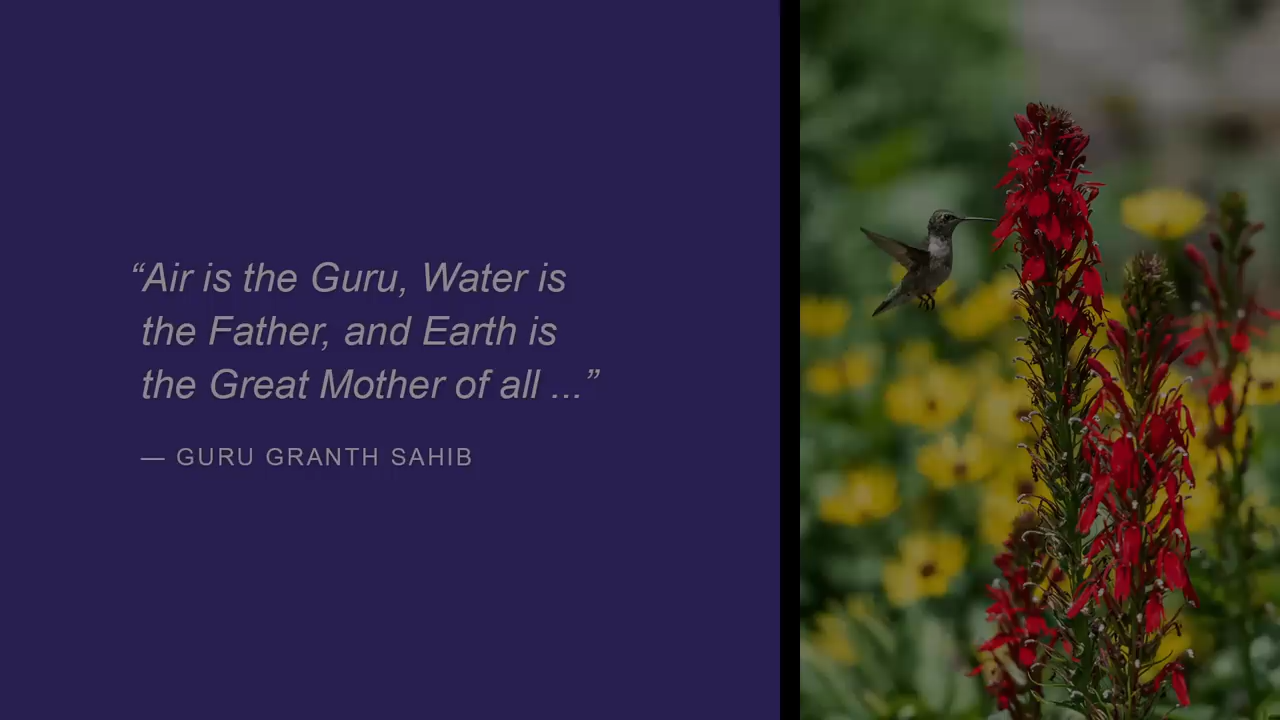 “Air is the Guru, Water is
the Father, and Earth is
the Great Mother of all ...”
— GURU GRANTH SAHIB